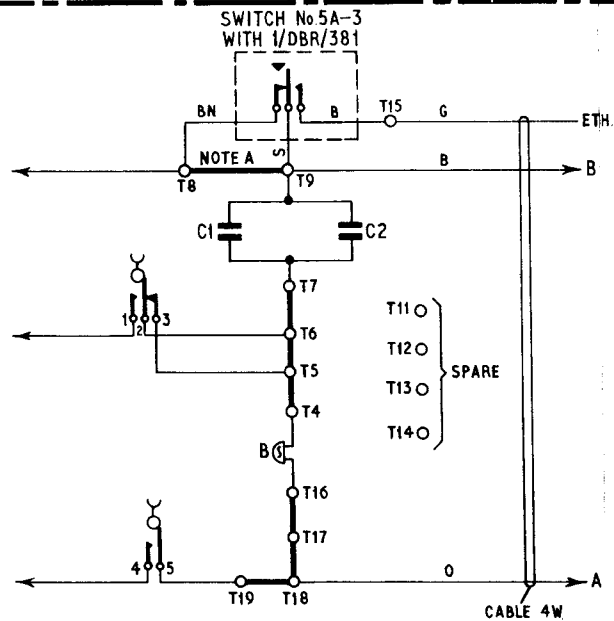 SWITCH No.5A-3
WITH 1/DBR/381
BN
B
T15
G
ETH.
S
NOTE A
B
B
T8
T9
C1
C2
T7
1
2
3
T6
T11
T12
SPARE
T5
T13
T4
T14
B
T16
T17
4
5
O
A
T19
T18
CABLE 4W